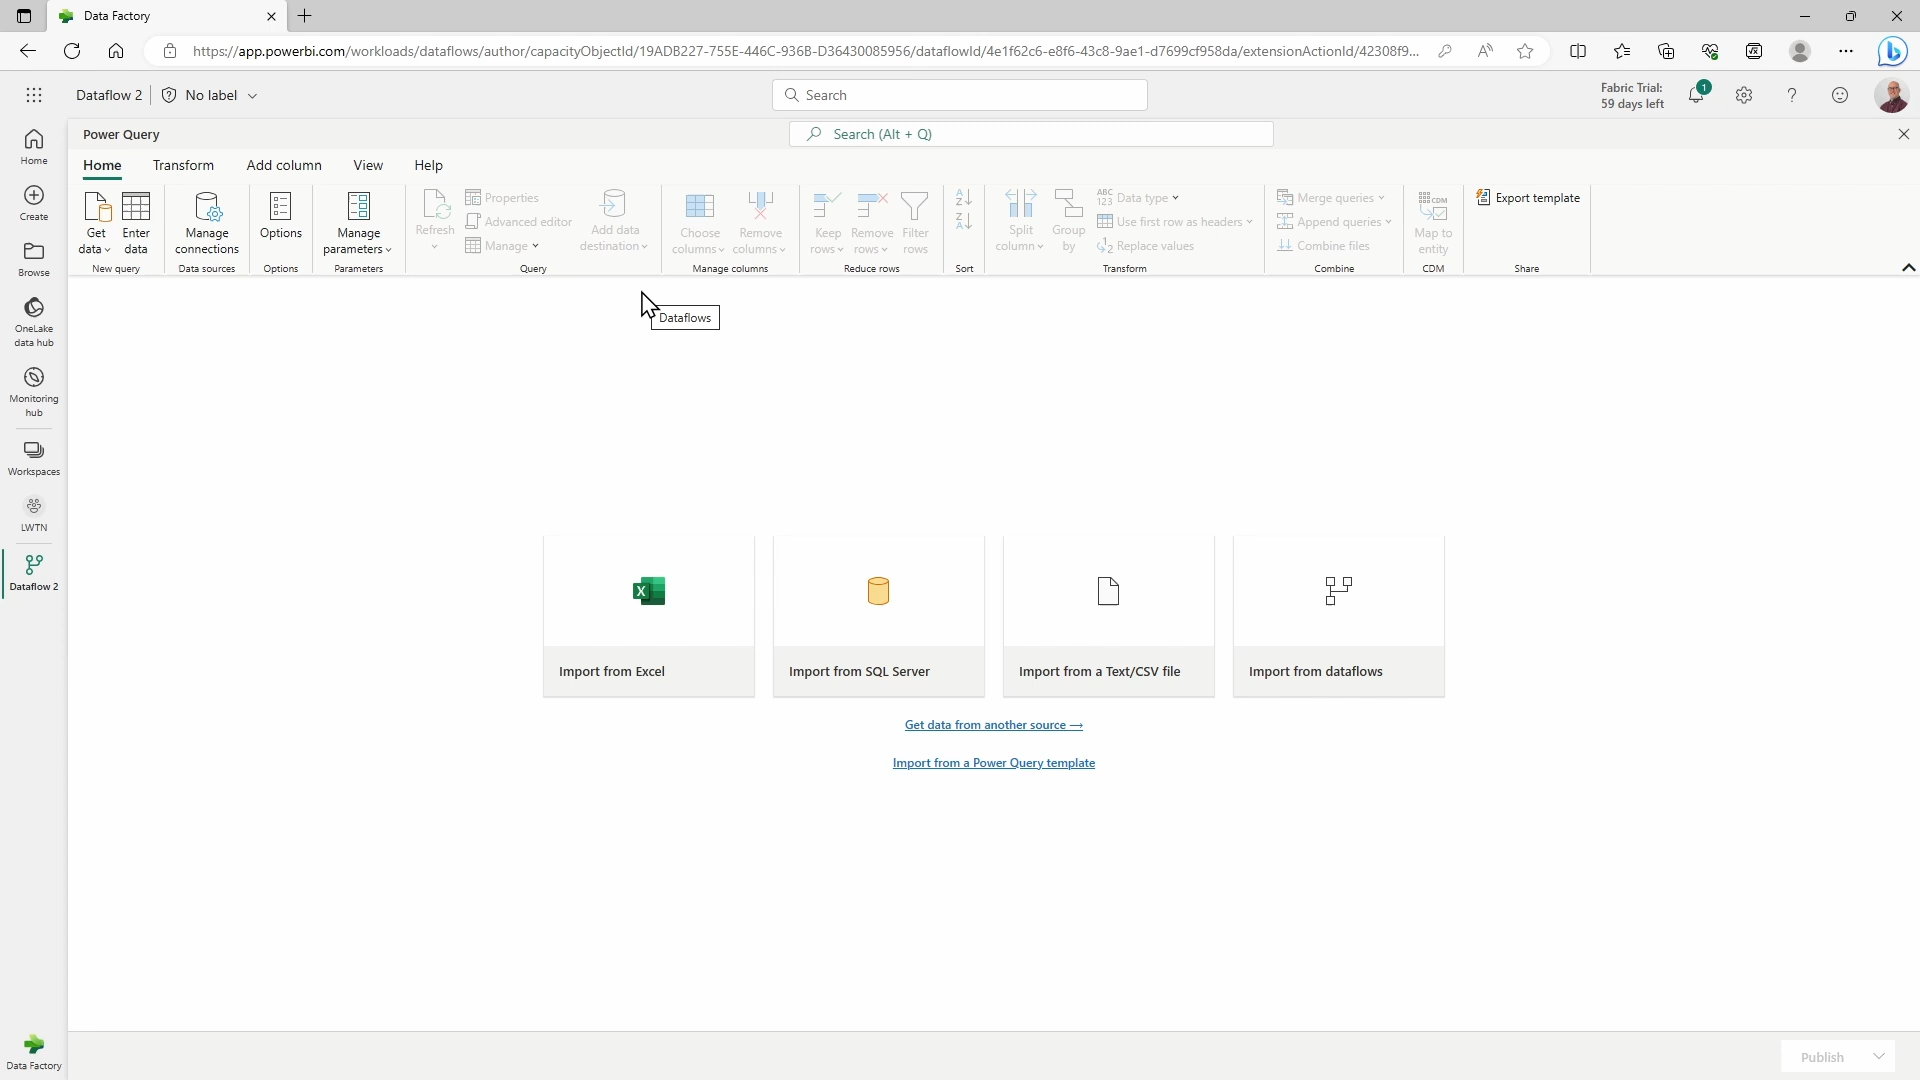 Data Factory
https://app.powerbi.com/workloads/dataflows/author/capacityObjectId/19ADB227-755E-446C-936B-D36430085956/dataflowId/4e1f62c6-e8f6-43c8-9ae1-d7699cf958da/extensionActionId/42308f9...
Dataflow 2
No label
Search
Fabric Trial:
59 days left
1
Power Query
Search (Alt + Q)
Home
Transform
Add column
View
Help
Get data
Enter data
New query
Manage connections
Data sources
Options
Options
Manage parameters
Parameters
Refresh
Properties
Advanced editor
Manage
Add data destination
Query
Choose columns
Remove columns
Manage columns
Keep rows
Remove rows
Filter rows
Reduce rows
Sort
Split column
Group by
Data type
Use first row as headers
Replace values
Transform
Merge queries
Append queries
Combine files
Combine
Map to entity
CDM
Export template
Share
Home
Create
Browse
OneLake data hub
Monitoring hub
Workspaces
LWTN
Dataflow 2
Data Factory
Dataflows
Import from Excel
Import from SQL Server
Import from a Text/CSV file
Import from dataflows
Get data from another source →
Import from a Power Query template
Publish